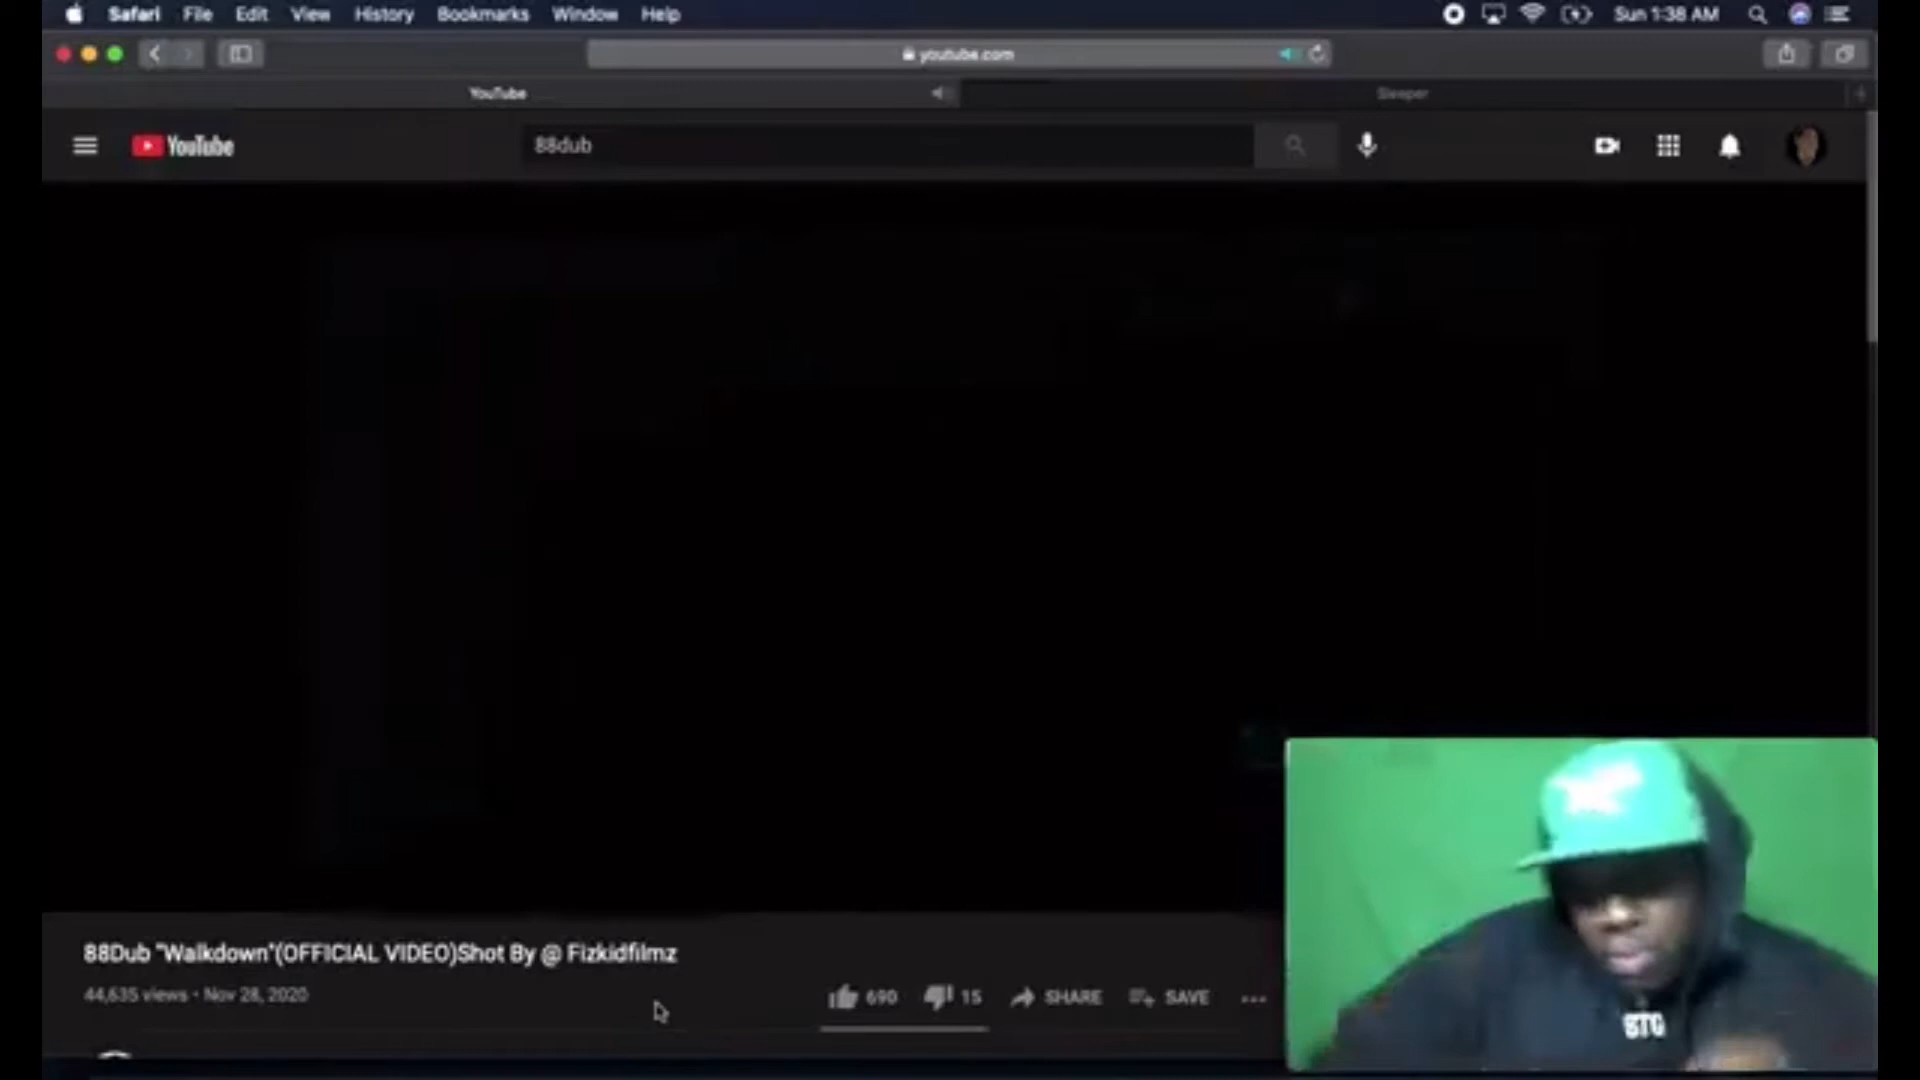 Safari File Edit View History Bookmarks Window Help Sun 1:38 AM
youtube.com
YouTube Sleeper
YouTube 88dub
88Dub "Walkdown"(OFFICIAL VIDEO)Shot By @ Fizkidfilmz
44,635 views • Nov 28, 2020 690 15 SHARE SAVE
STG